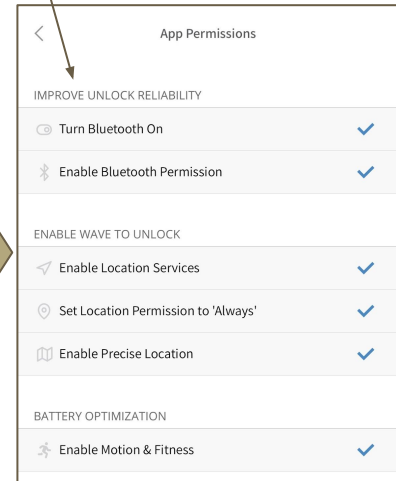 App Permissions
IMPROVE UNLOCK RELIABILITY
Turn Bluetooth On
Enable Bluetooth Permission
ENABLE WAVE TO UNLOCK
Enable Location Services
Set Location Permission to 'Always'
Enable Precise Location
BATTERY OPTIMIZATION
Enable Motion & Fitness